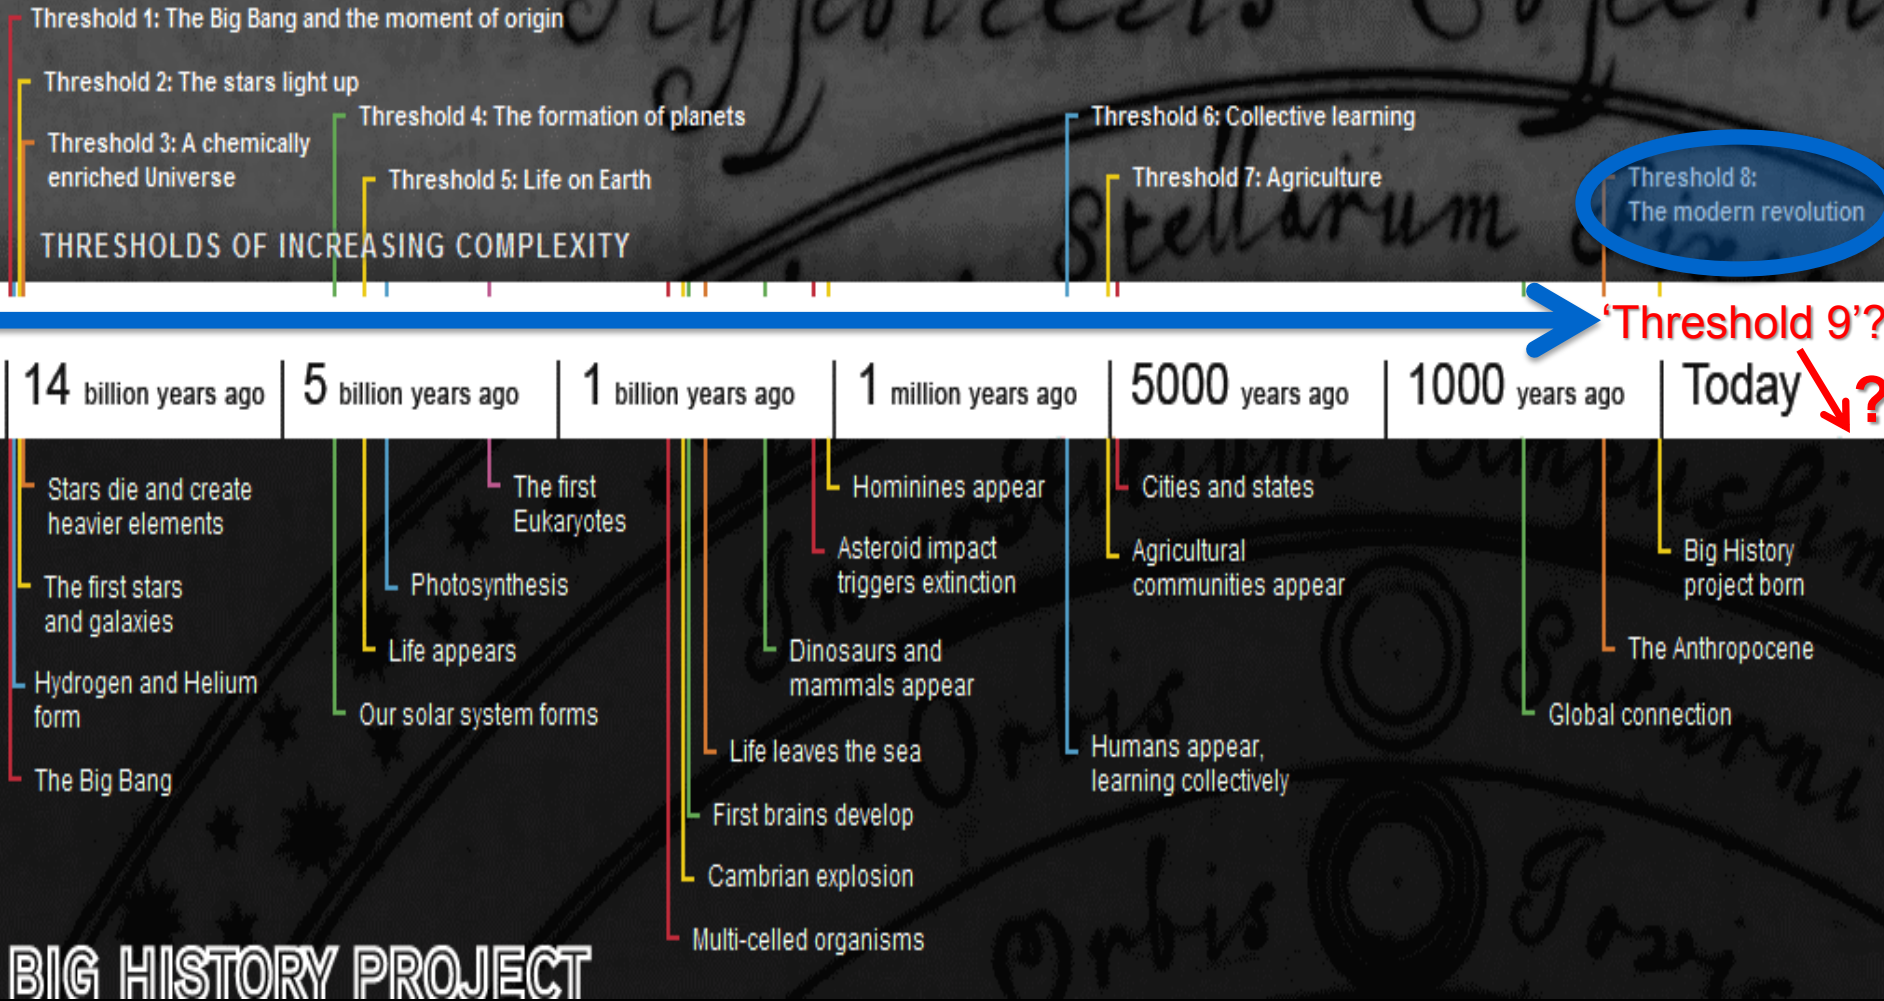 Threshold 1: The Big Bang and the moment of origin
Threshold 2: The stars light up
Threshold 3: A chemically
enriched Universe
Threshold 4: The formation of planets
Threshold 5: Life on Earth
Threshold 6: Collective learning
Threshold 7: Agriculture
Threshold 8:
The modern revolution
THRESHOLDS OF INCREASING COMPLEXITY
Stellarum
‘Threshold 9’?
?
14 billion years ago
5 billion years ago
1 billion years ago
1 million years ago
5000 years ago
1000 years ago
Today
Stars die and create
heavier elements
The first stars
and galaxies
Hydrogen and Helium
form
The Big Bang
The first
Eukaryotes
Photosynthesis
Life appears
Our solar system forms
Hominines appear
Asteroid impact
triggers extinction
Dinosaurs and
mammals appear
Life leaves the sea
First brains develop
Cambrian explosion
Multi-celled organisms
Cities and states
Agricultural
communities appear
Humans appear,
learning collectively
Big History
project born
The Anthropocene
Global connection
Orbis
Saturni
Orbis
BIG HISTORY PROJECT